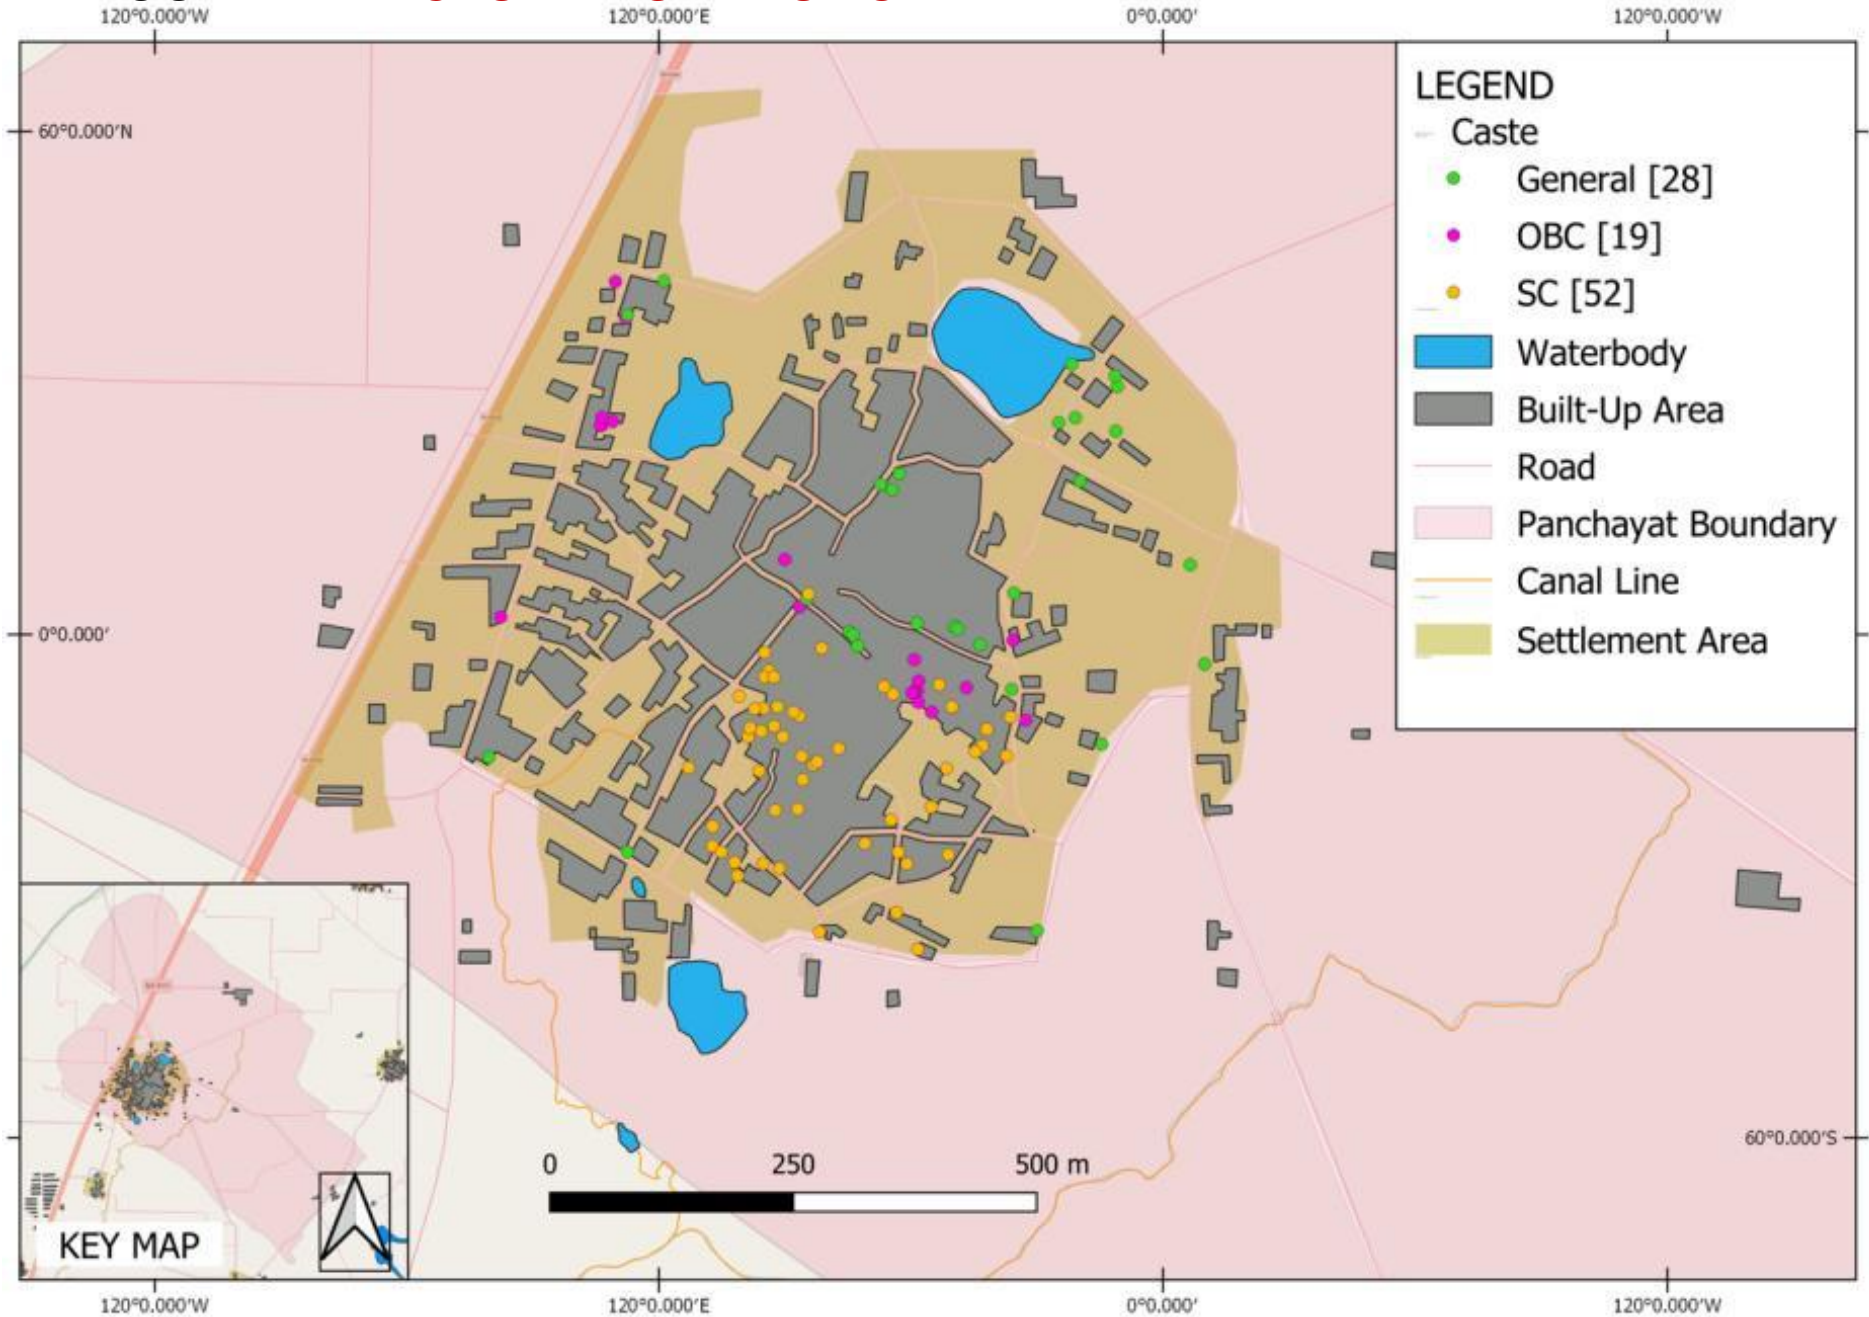 120°0.000'W 120°0.000'E 0°0.000' 120°0.000'W
60°0.000'N
0°0.000'
60°0.000'S
LEGEND
Caste
General [28]
OBC [19]
SC [52]
Waterbody
Built-Up Area
Road
Panchayat Boundary
Canal Line
Settlement Area
0 250 500 m
KEY MAP
120°0.000'W 120°0.000'E 0°0.000' 120°0.000'W